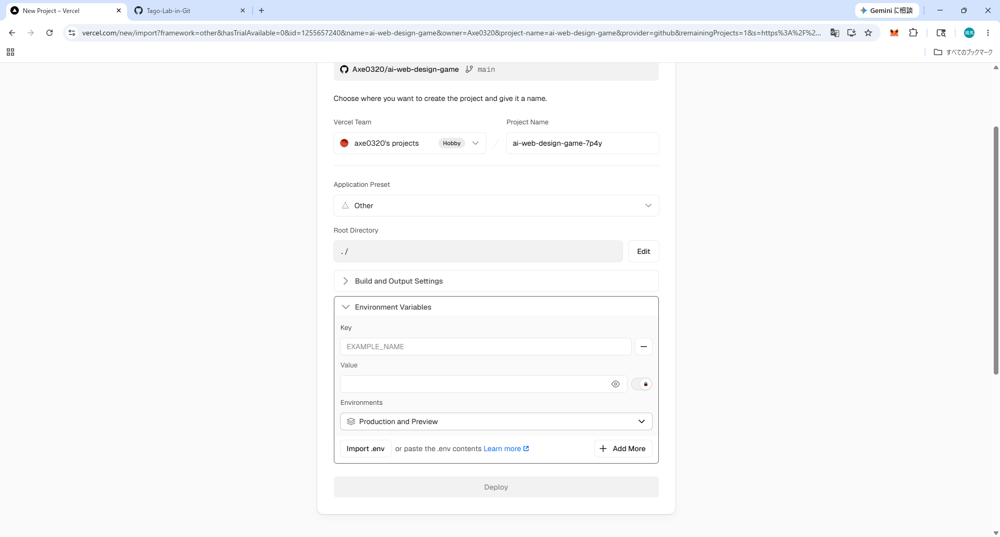 New Project – Vercel
Tago-Lab-in-Git
Gemini に相談
vercel.com/new/import?framework=other&hasTrialAvailable=0&id=1255657240&name=ai-web-design-game&owner=Axe0320&project-name=ai-web-design-game&provider=github&remainingProjects=1&s=https%3A%2F%2...
颯馬
すべてのブックマーク
Axe0320/ai-web-design-game main
Choose where you want to create the project and give it a name.
Vercel Team
Project Name
axe0320's projects Hobby
ai-web-design-game-7p4y
Application Preset
Other
Root Directory
./
Edit
Build and Output Settings
Environment Variables
Key
EXAMPLE_NAME
Value
Environments
Production and Preview
Import .env or paste the .env contents Learn more
Add More
Deploy